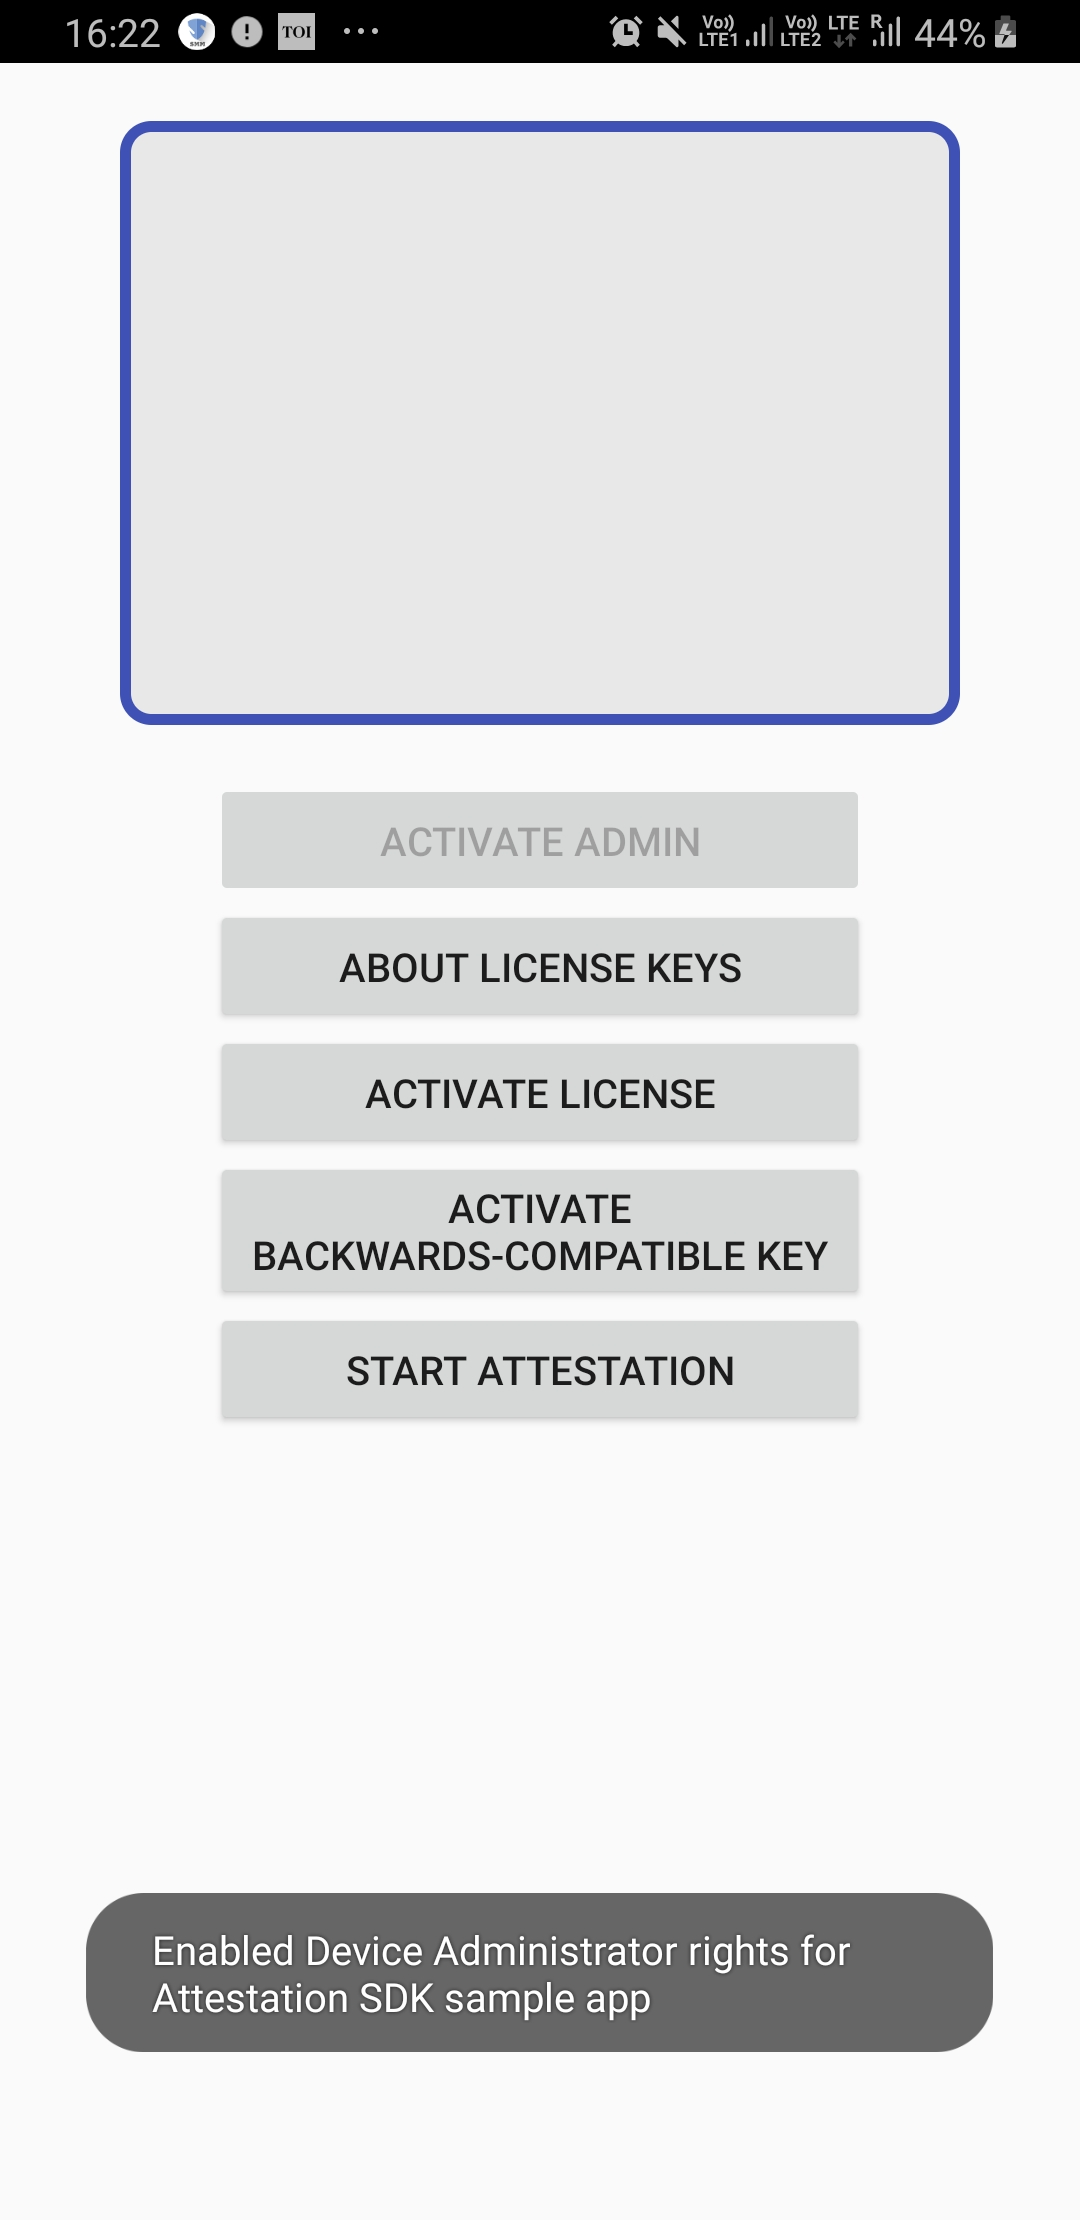 16:22 SMM ! TOI ... Vo)) LTE1 Vo)) LTE2 LTE R 44%
ACTIVATE ADMIN
ABOUT LICENSE KEYS
ACTIVATE LICENSE
ACTIVATE
BACKWARDS-COMPATIBLE KEY
START ATTESTATION
Enabled Device Administrator rights for
Attestation SDK sample app